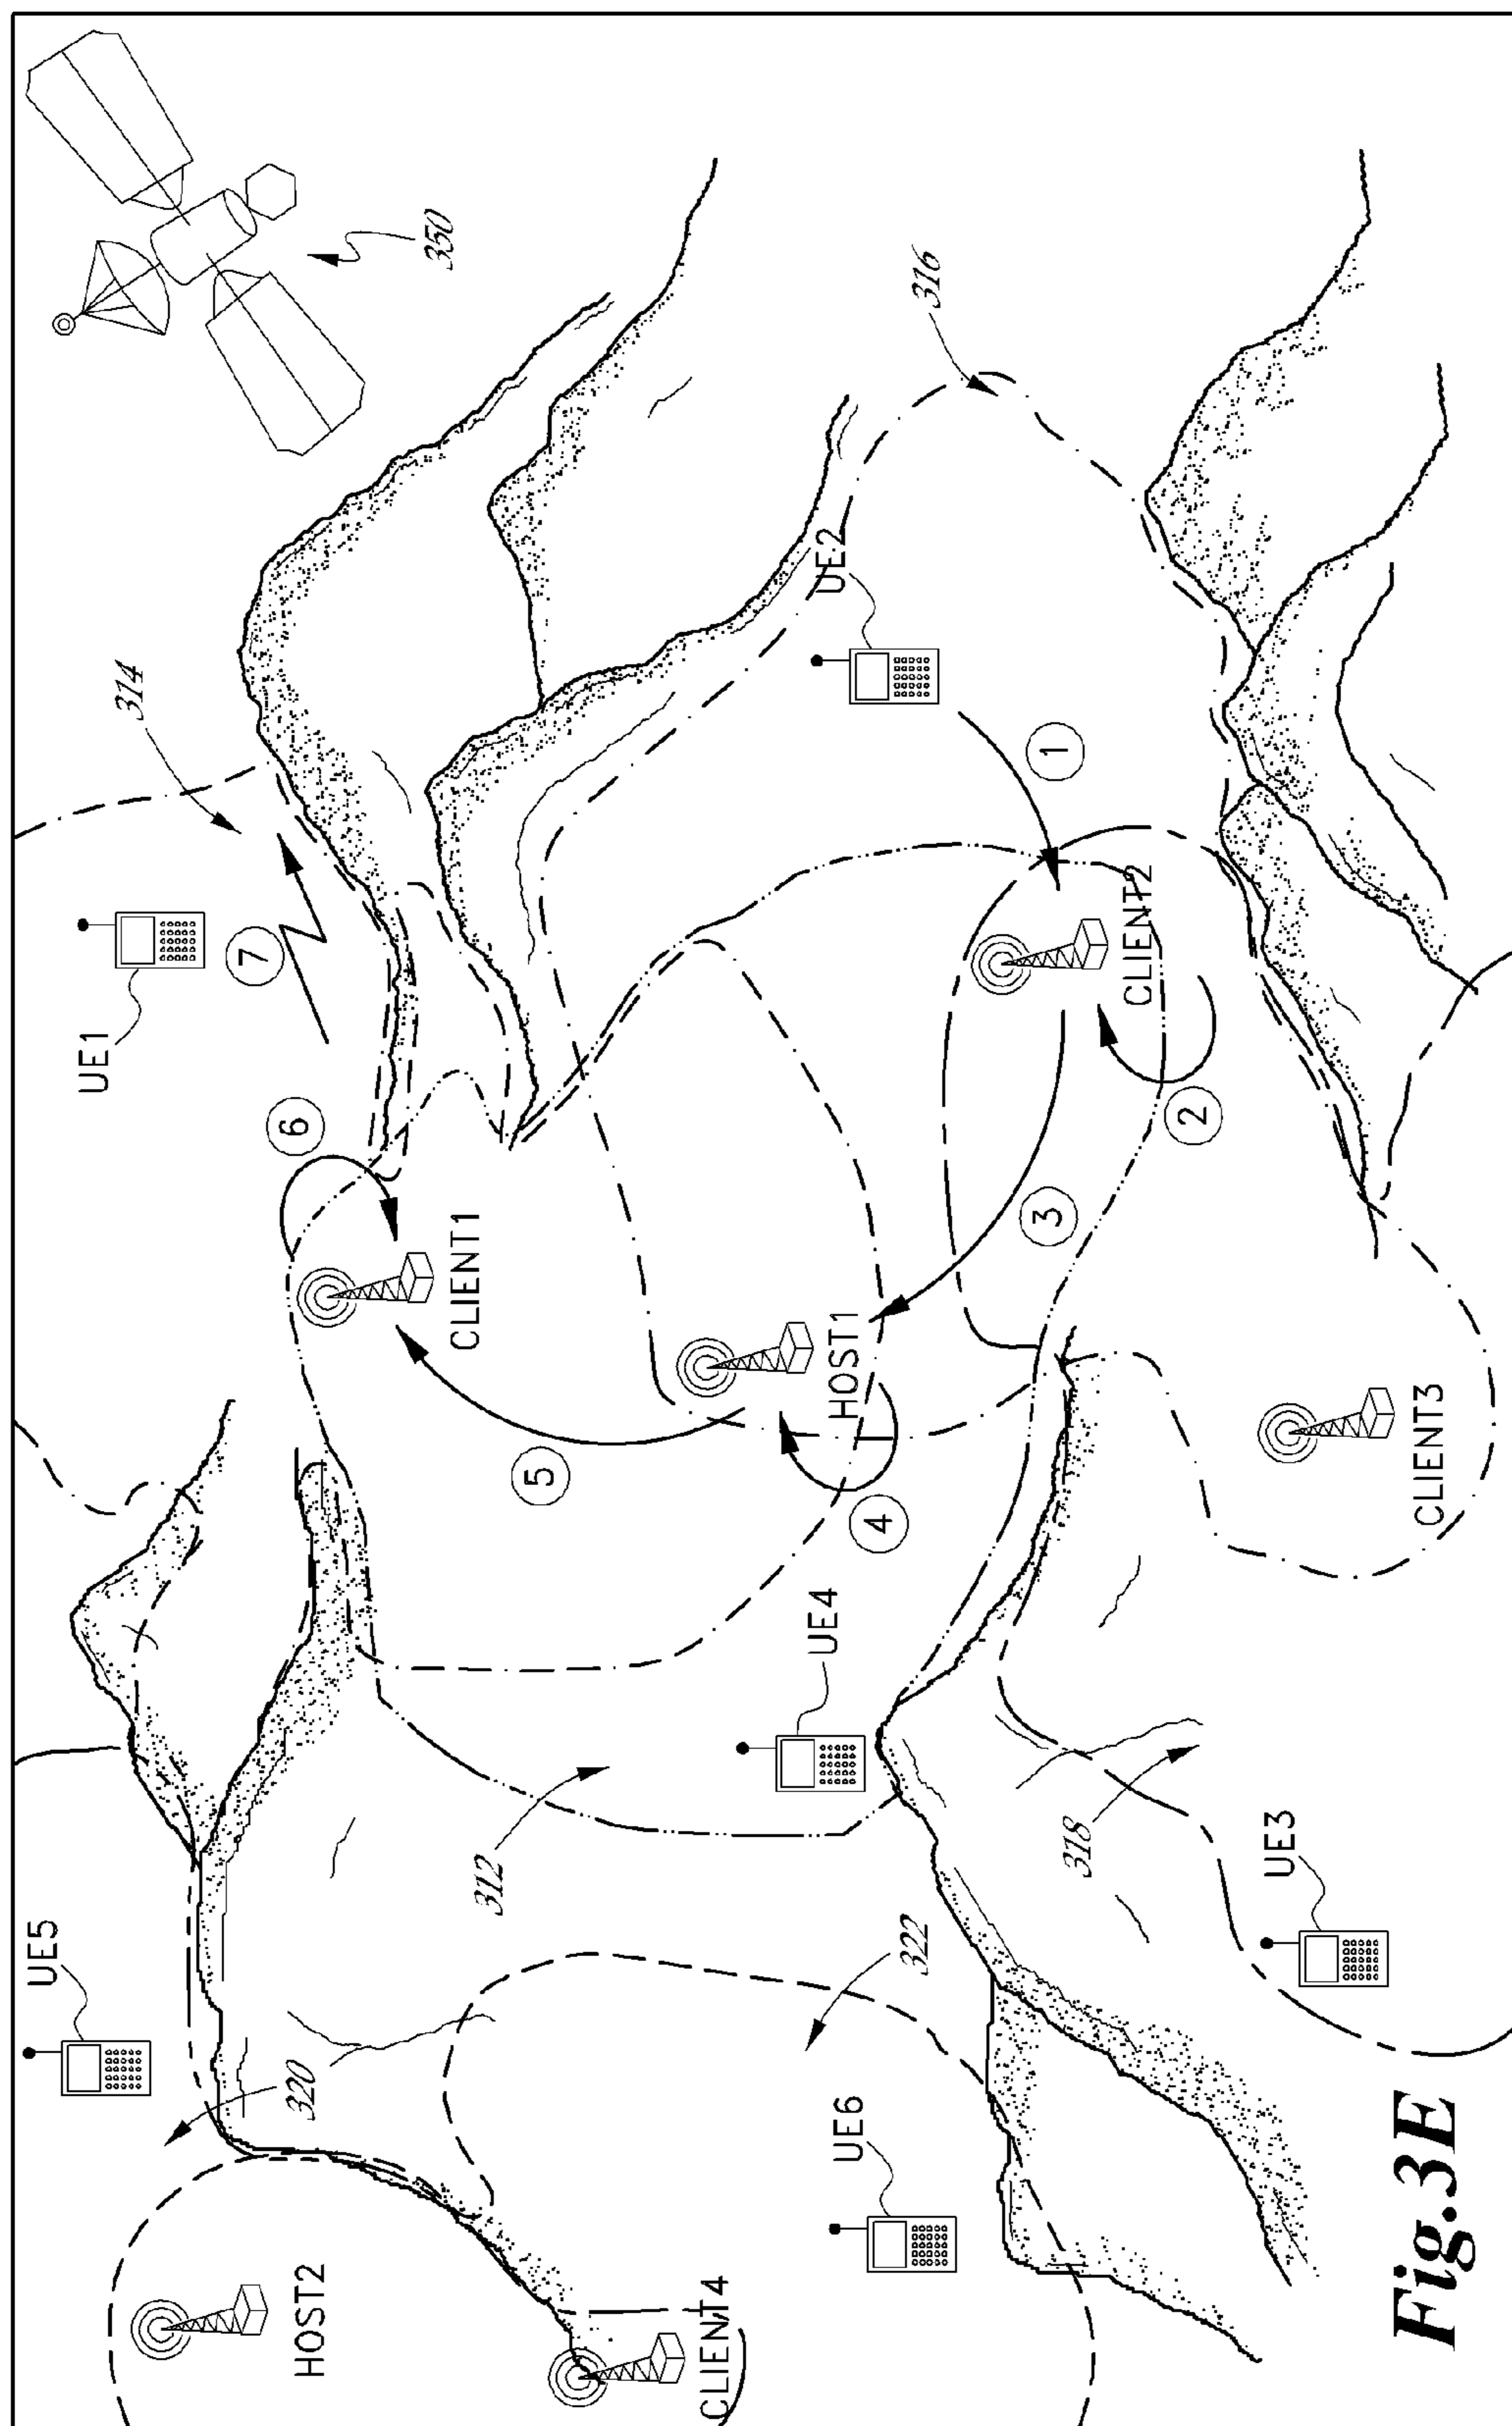 UE5
UE1
314
7
6
320
HOST2
350
CLIENT1
312
5
CLIENT4
UE4
UE2
HOST1
UE6
4
322
316
3
1
318
CLIENT2
2
UE3
CLIENT3
Fig.3E